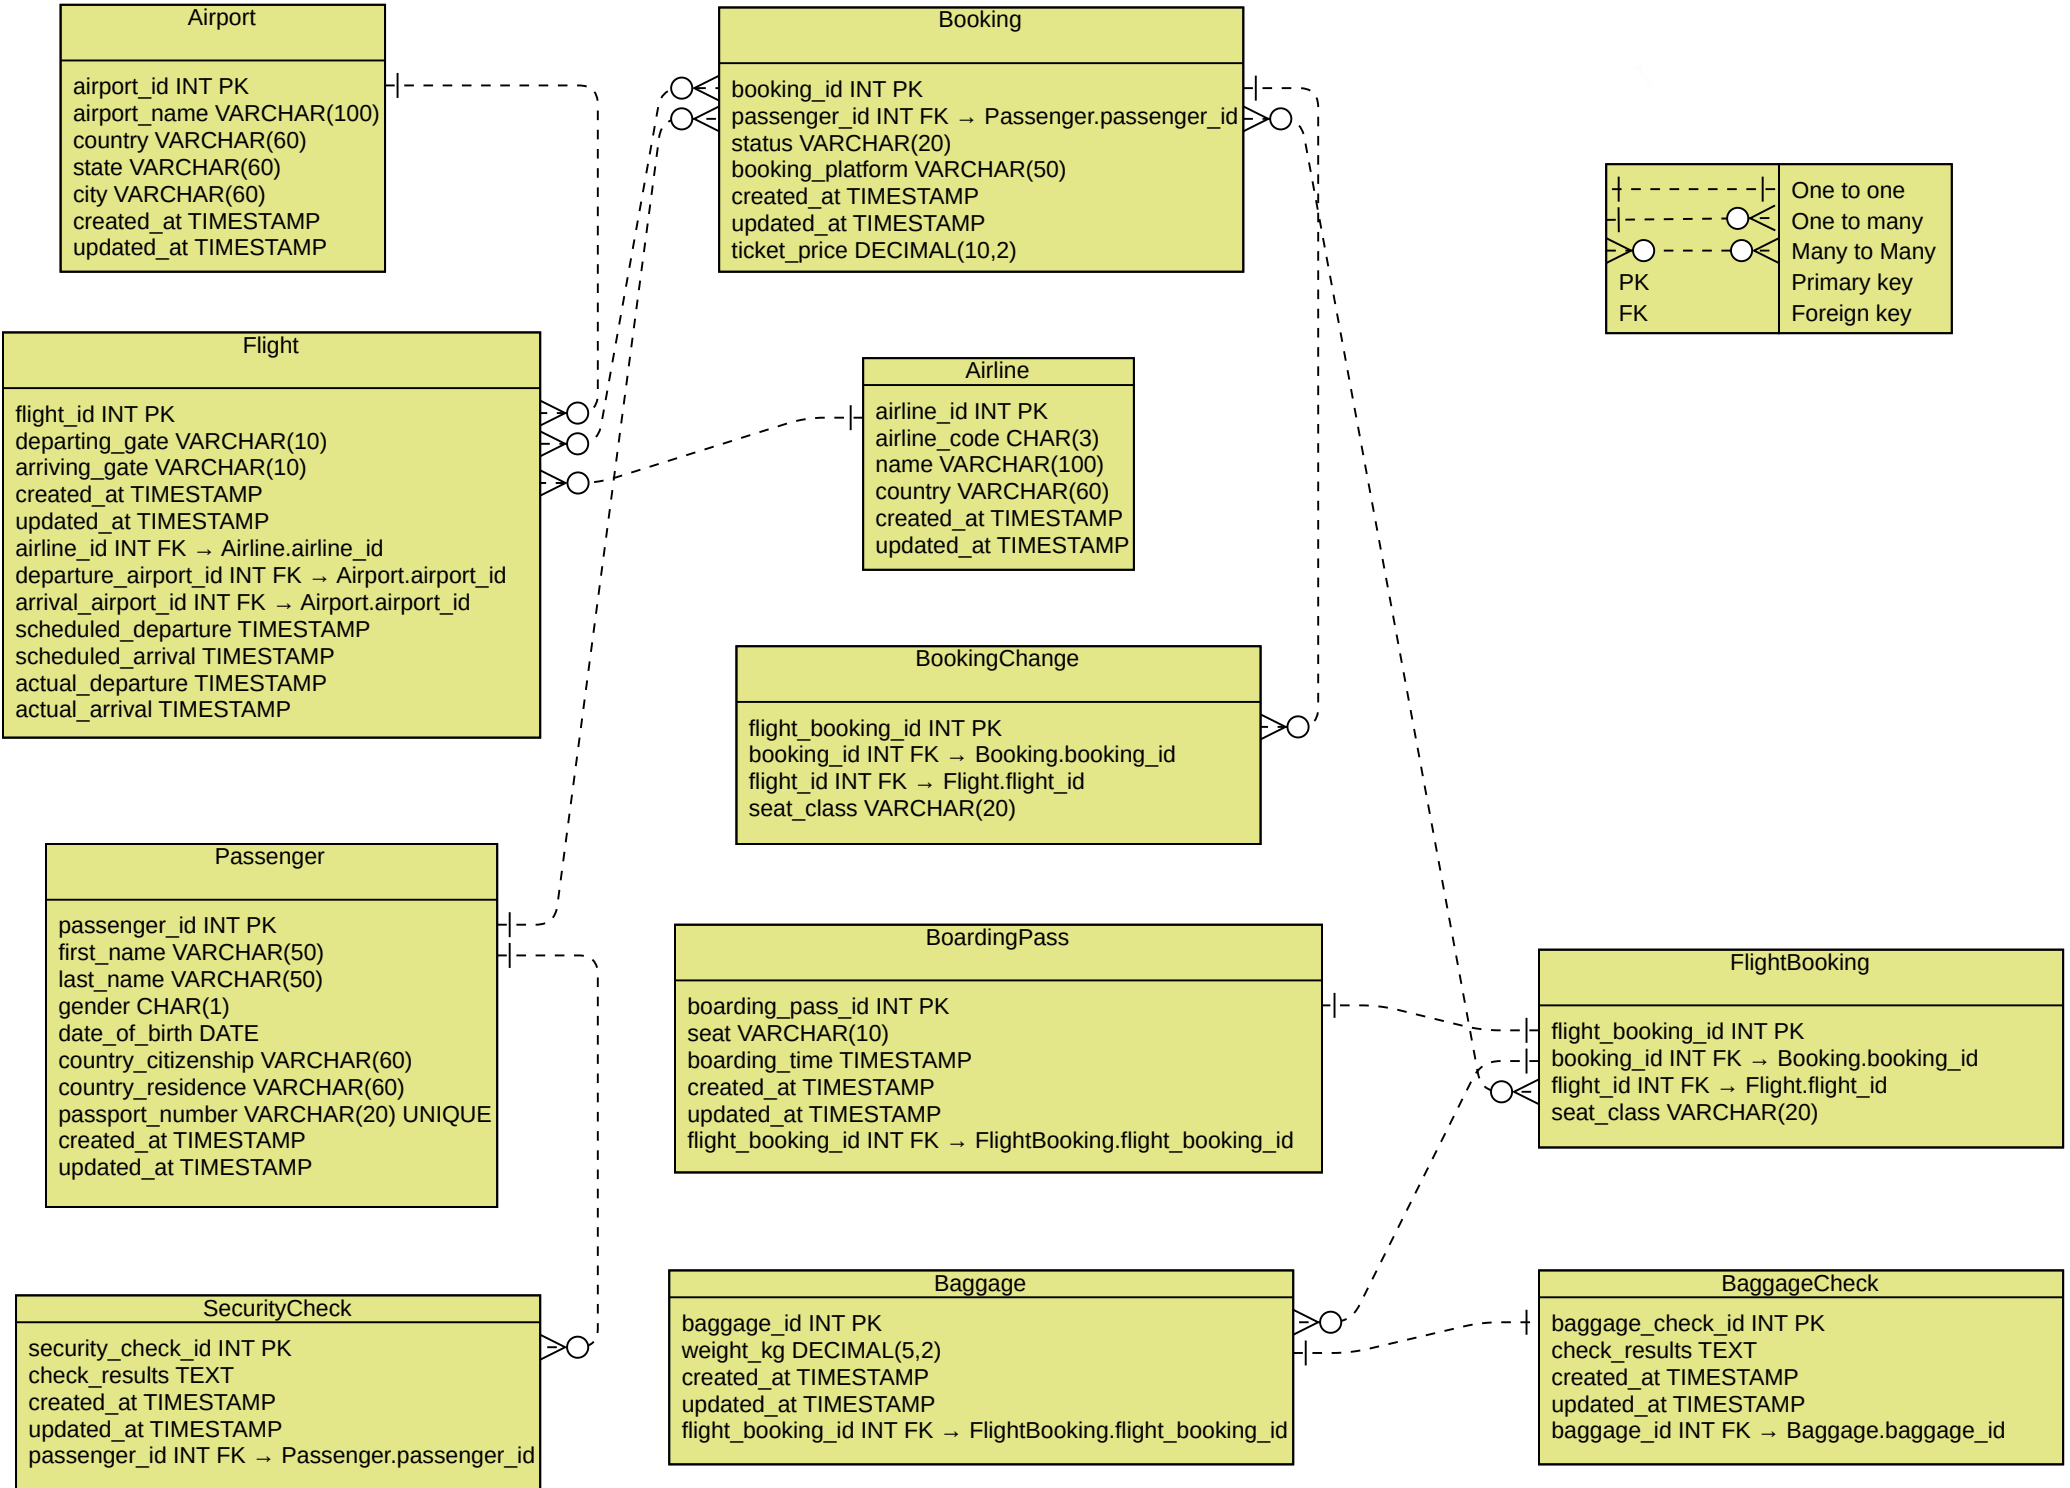 Airport
airport_id INT PK
airport_name VARCHAR(100)
country VARCHAR(60)
state VARCHAR(60)
city VARCHAR(60)
created_at TIMESTAMP
updated_at TIMESTAMP
Booking
booking_id INT PK
passenger_id INT FK → Passenger.passenger_id
status VARCHAR(20)
booking_platform VARCHAR(50)
created_at TIMESTAMP
updated_at TIMESTAMP
ticket_price DECIMAL(10,2)
One to one
One to many
Many to Many
PK Primary key
FK Foreign key
Flight
flight_id INT PK
departing_gate VARCHAR(10)
arriving_gate VARCHAR(10)
created_at TIMESTAMP
updated_at TIMESTAMP
airline_id INT FK → Airline.airline_id
departure_airport_id INT FK → Airport.airport_id
arrival_airport_id INT FK → Airport.airport_id
scheduled_departure TIMESTAMP
scheduled_arrival TIMESTAMP
actual_departure TIMESTAMP
actual_arrival TIMESTAMP
Airline
airline_id INT PK
airline_code CHAR(3)
name VARCHAR(100)
country VARCHAR(60)
created_at TIMESTAMP
updated_at TIMESTAMP
BookingChange
flight_booking_id INT PK
booking_id INT FK → Booking.booking_id
flight_id INT FK → Flight.flight_id
seat_class VARCHAR(20)
Passenger
passenger_id INT PK
first_name VARCHAR(50)
last_name VARCHAR(50)
gender CHAR(1)
date_of_birth DATE
country_citizenship VARCHAR(60)
country_residence VARCHAR(60)
passport_number VARCHAR(20) UNIQUE
created_at TIMESTAMP
updated_at TIMESTAMP
BoardingPass
boarding_pass_id INT PK
seat VARCHAR(10)
boarding_time TIMESTAMP
created_at TIMESTAMP
updated_at TIMESTAMP
flight_booking_id INT FK → FlightBooking.flight_booking_id
FlightBooking
flight_booking_id INT PK
booking_id INT FK → Booking.booking_id
flight_id INT FK → Flight.flight_id
seat_class VARCHAR(20)
SecurityCheck
security_check_id INT PK
check_results TEXT
created_at TIMESTAMP
updated_at TIMESTAMP
passenger_id INT FK → Passenger.passenger_id
Baggage
baggage_id INT PK
weight_kg DECIMAL(5,2)
created_at TIMESTAMP
updated_at TIMESTAMP
flight_booking_id INT FK → FlightBooking.flight_booking_id
BaggageCheck
baggage_check_id INT PK
check_results TEXT
created_at TIMESTAMP
updated_at TIMESTAMP
baggage_id INT FK → Baggage.baggage_id